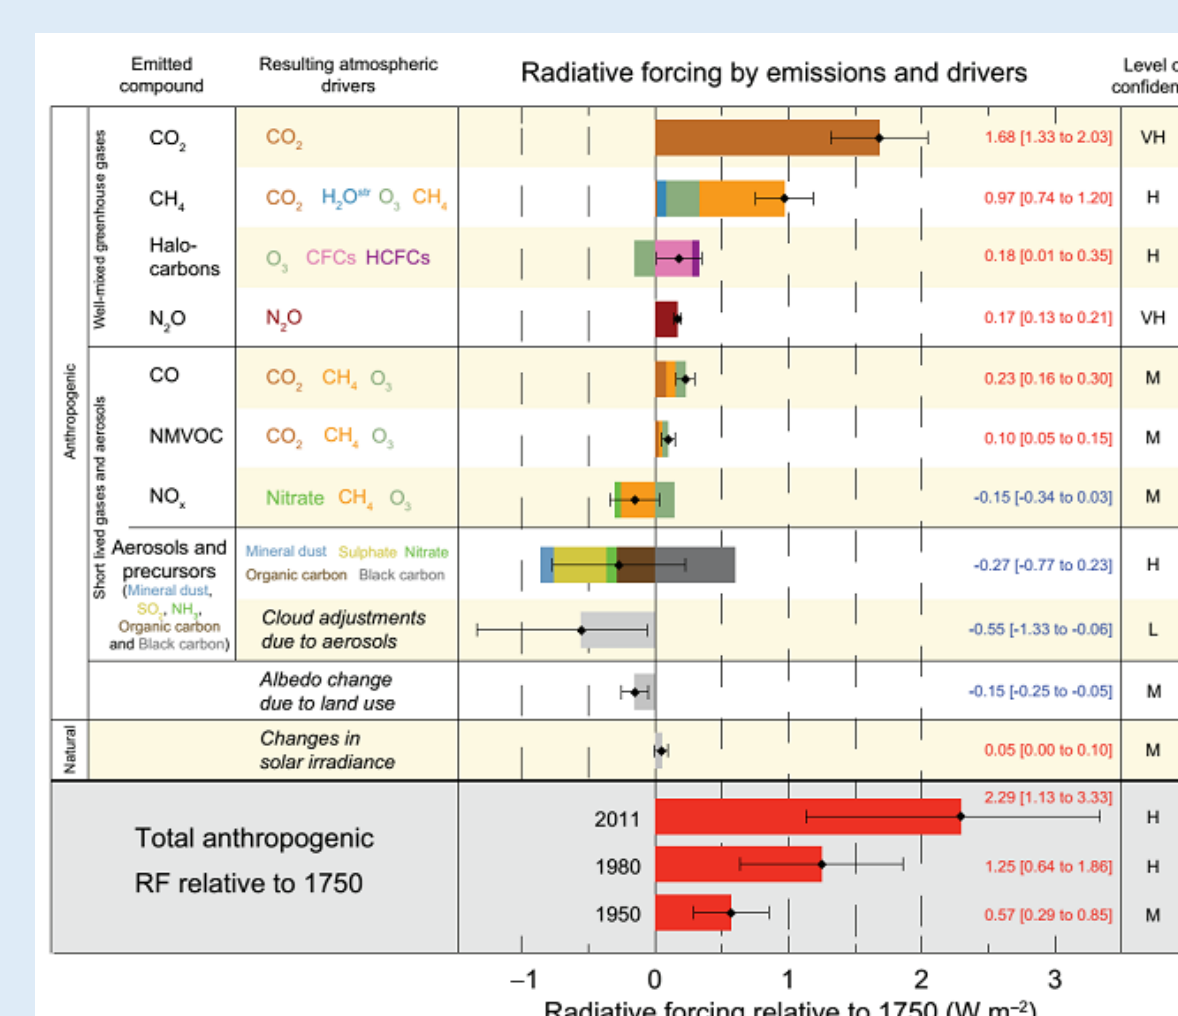 Emitted compound
Resulting atmospheric drivers
Radiative forcing by emissions and drivers
Level o
confiden
Anthropogenic
Well-mixed greenhouse gases
CO₂
CO₂
1.68 [1.33 to 2.03]
VH
CH₄
CO₂ H₂Oˢᵗʳ O₃ CH₄
0.97 [0.74 to 1.20]
H
Halo-
carbons
O₃ CFCs HCFCs
0.18 [0.01 to 0.35]
H
N₂O
N₂O
0.17 [0.13 to 0.21]
VH
Short lived gases and aerosols
CO
CO₂ CH₄ O₃
0.23 [0.16 to 0.30]
M
NMVOC
CO₂ CH₄ O₃
0.10 [0.05 to 0.15]
M
NOₓ
Nitrate CH₄ O₃
-0.15 [-0.34 to 0.03]
M
Aerosols and
precursors
(Mineral dust,
SO₂, NH₃,
Organic carbon
and Black carbon)
Mineral dust Sulphate Nitrate
Organic carbon Black carbon
-0.27 [-0.77 to 0.23]
H
Cloud adjustments
due to aerosols
-0.55 [-1.33 to -0.06]
L
Albedo change
due to land use
-0.15 [-0.25 to -0.05]
M
Natural
Changes in
solar irradiance
0.05 [0.00 to 0.10]
M
Total anthropogenic
RF relative to 1750
2011
2.29 [1.13 to 3.33]
H
1980
1.25 [0.64 to 1.86]
H
1950
0.57 [0.29 to 0.85]
M
−1 0 1 2 3
Radiative forcing relative to 1750 (W m⁻²)